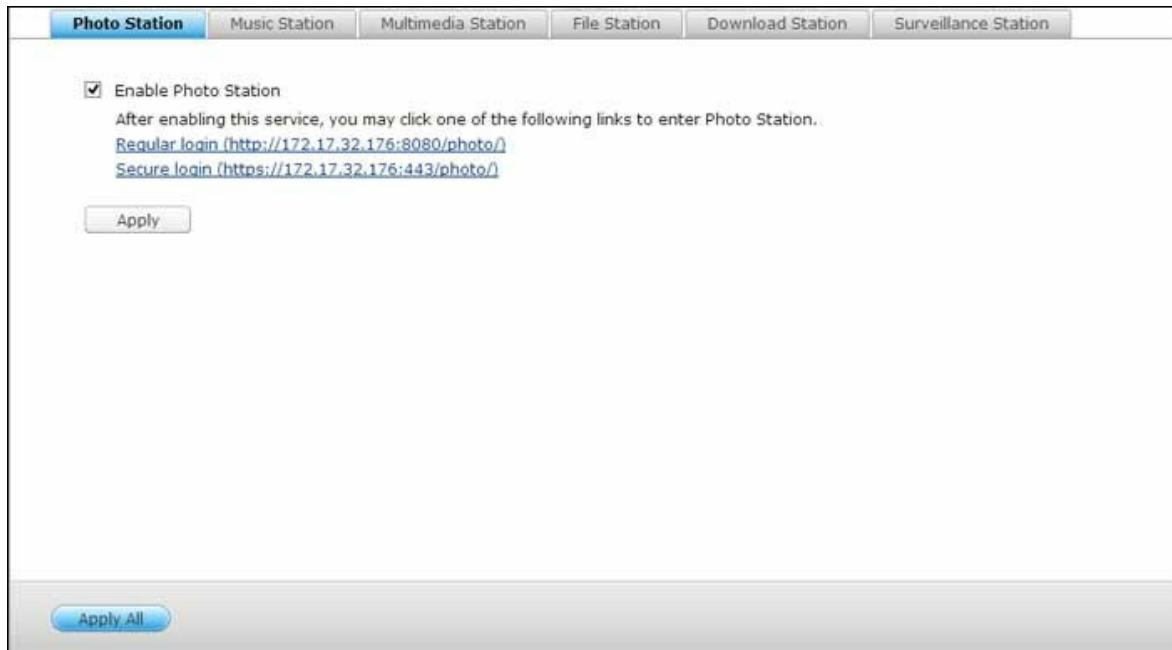 Photo Station Music Station Multimedia Station File Station Download Station Surveillance Station
Enable Photo Station
After enabling this service, you may click one of the following links to enter Photo Station.
Regular login (http://172.17.32.176:8080/photo/)
Secure login (https://172.17.32.176:443/photo/)
Apply
Apply All